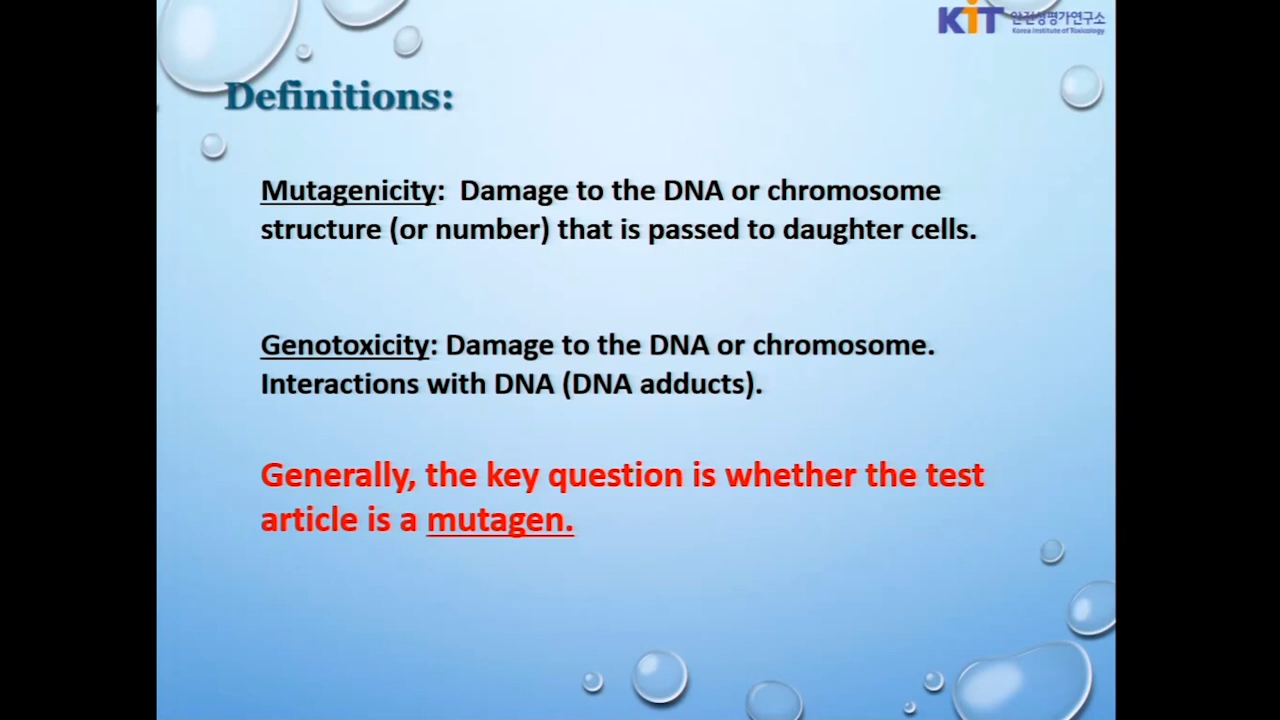 KIT 안전성평가연구소
Korea Institute of Toxicology
Definitions:
Mutagenicity: Damage to the DNA or chromosome
structure (or number) that is passed to daughter cells.
Genotoxicity: Damage to the DNA or chromosome.
Interactions with DNA (DNA adducts).
Generally, the key question is whether the test
article is a mutagen.